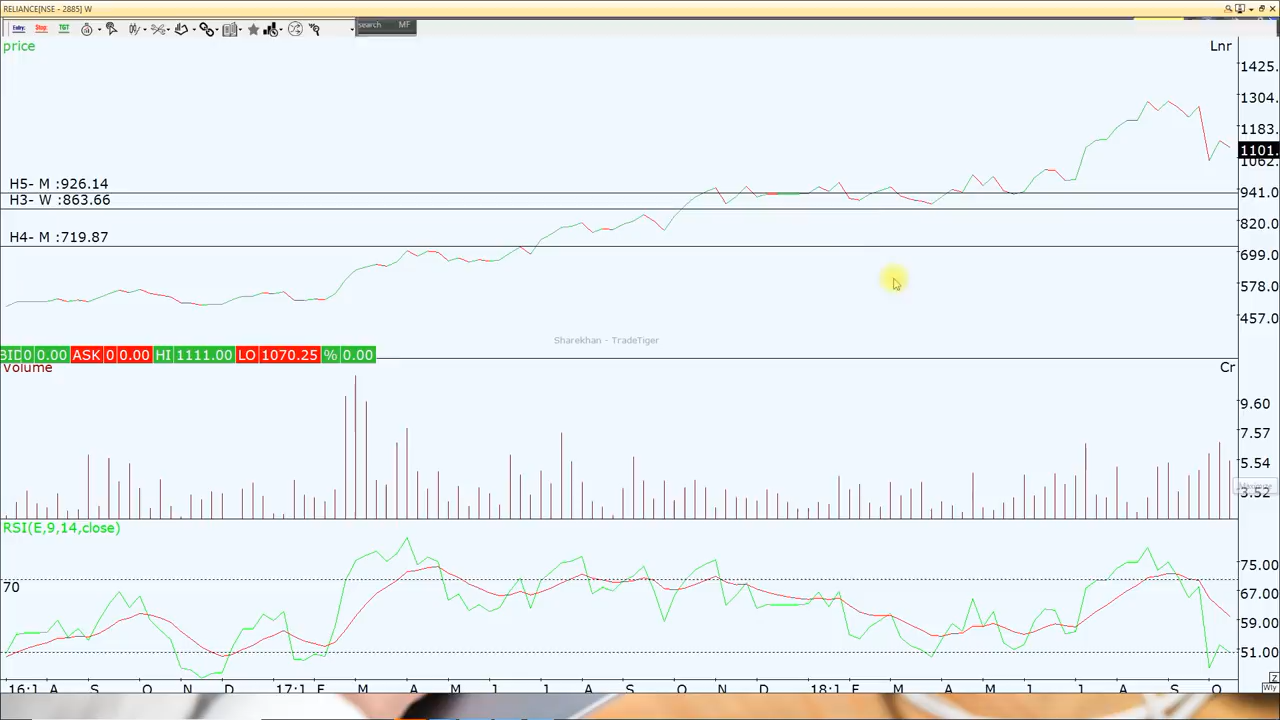 RELIANCE[NSE - 2885] W
Entry: Stop: TGT
search MF
price Lnr
1425.
1304.
1183.
1101.
1062.
H5- M :926.14 941.0
H3- W :863.66
820.0
H4- M :719.87
699.0
578.0
457.0
Sharekhan - TradeTiger
BID 0 0.00 ASK 0 0.00 HI 1111.00 LO 1070.25 % 0.00
volume Cr
9.60
7.57
5.54
3.52
RSI(E,9,14,close)
75.00
70
67.00
59.00
51.00
16:1 A S O N D 17:1 F M A M J J A S O N D 18:1 F M A M J J A S O
Wly